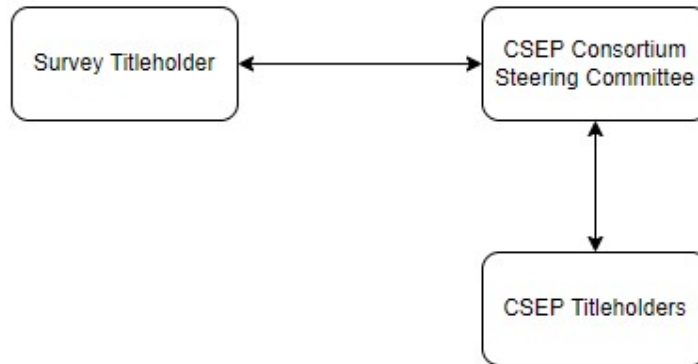 Survey Titleholder
CSEP Consortium
Steering Committee
CSEP Titleholders